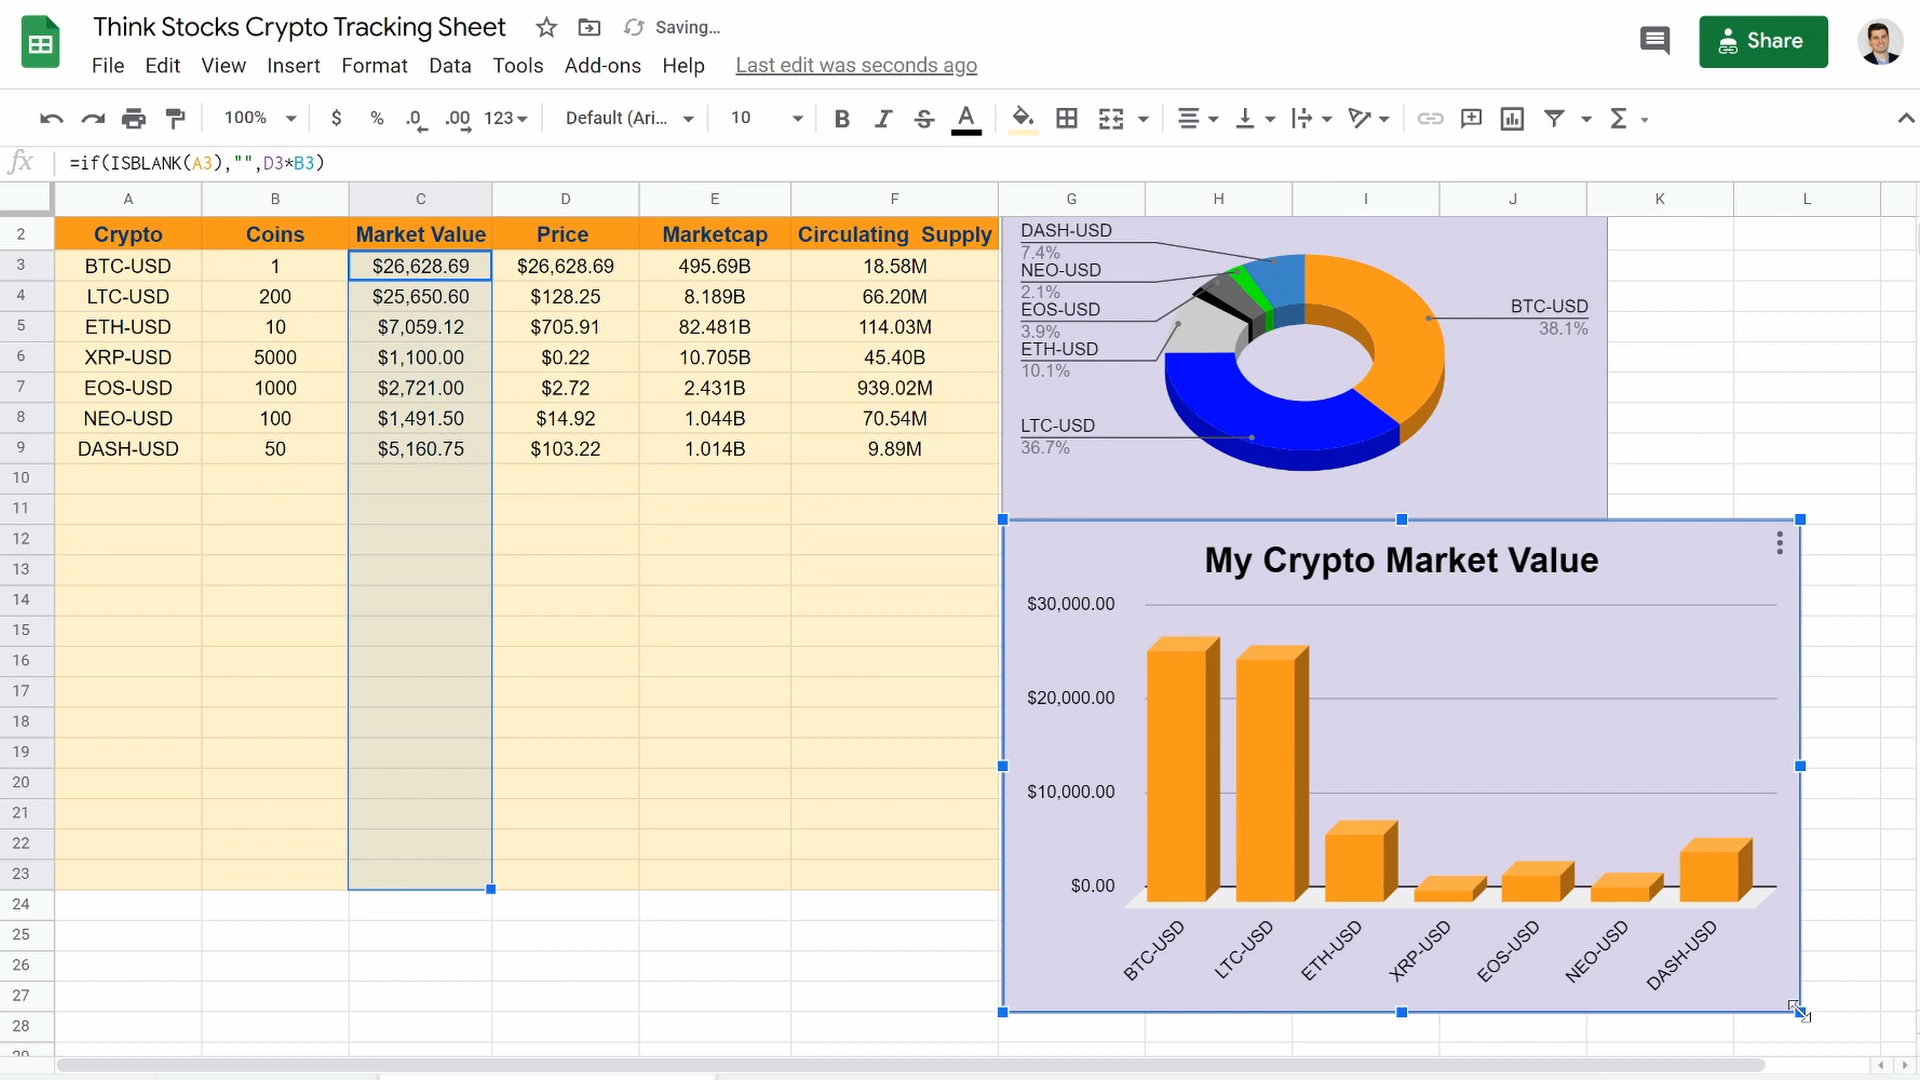 Think Stocks Crypto Tracking Sheet Saving...
Share
File Edit View Insert Format Data Tools Add-ons Help Last edit was seconds ago
100% $ % .0 .00 123 Default (Ari... 10 B I S A Σ
fx =if(ISBLANK(A3),"",D3*B3)
A B C D E F G H I J K L
2 Crypto Coins Market Value Price Marketcap Circulating Supply
3 BTC-USD 1 $26,628.69 $26,628.69 495.69B 18.58M
4 LTC-USD 200 $25,650.60 $128.25 8.189B 66.20M
5 ETH-USD 10 $7,059.12 $705.91 82.481B 114.03M
6 XRP-USD 5000 $1,100.00 $0.22 10.705B 45.40B
7 EOS-USD 1000 $2,721.00 $2.72 2.431B 939.02M
8 NEO-USD 100 $1,491.50 $14.92 1.044B 70.54M
9 DASH-USD 50 $5,160.75 $103.22 1.014B 9.89M
10
11
12
13
14
15
16
17
18
19
20
21
22
23
24
25
26
27
28
29
DASH-USD
7.4%
NEO-USD
2.1%
EOS-USD
3.9%
ETH-USD
10.1%
LTC-USD
36.7%
BTC-USD
38.1%
My Crypto Market Value
$30,000.00
$20,000.00
$10,000.00
$0.00
BTC-USD LTC-USD ETH-USD XRP-USD EOS-USD NEO-USD DASH-USD